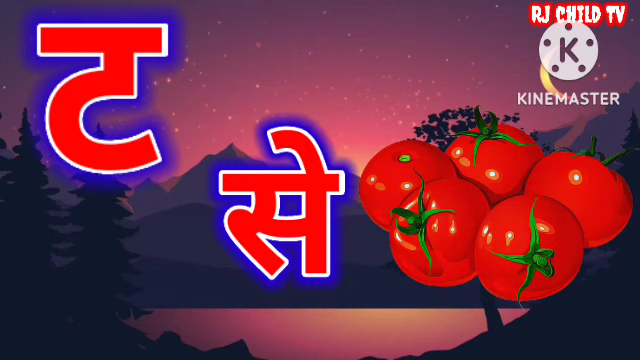 RJ CHILD TV
KINEMASTER
ट
से